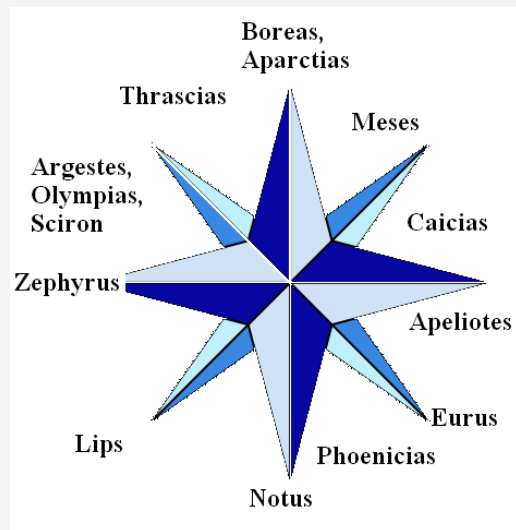 Boreas,
Aparctias
Thrascias
Meses
Argestes,
Olympias,
Sciron
Caicias
Zephyrus
Apeliotes
Eurus
Lips
Phoenicias
Notus